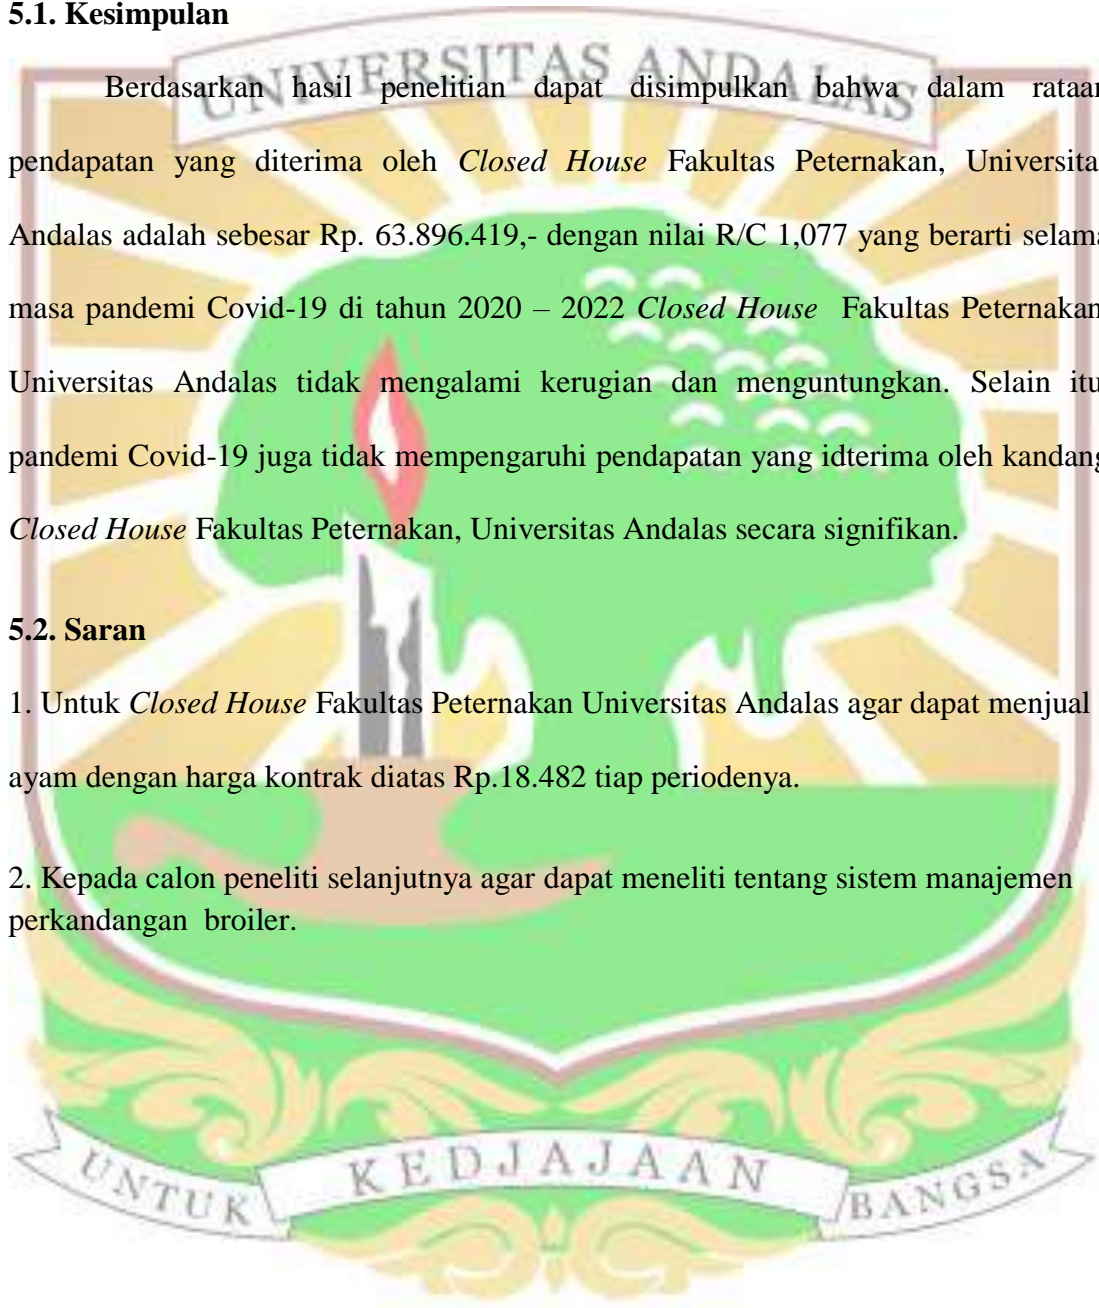 5.1. Kesimpulan
UNIVERSITAS ANDALAS
Berdasarkan hasil penelitian dapat disimpulkan bahwa dalam rataan
pendapatan yang diterima oleh Closed House Fakultas Peternakan, Universita
Andalas adalah sebesar Rp. 63.896.419,- dengan nilai R/C 1,077 yang berarti selama
masa pandemi Covid-19 di tahun 2020 – 2022 Closed House Fakultas Peternakan
Universitas Andalas tidak mengalami kerugian dan menguntungkan. Selain itu
pandemi Covid-19 juga tidak mempengaruhi pendapatan yang idterima oleh kandang
Closed House Fakultas Peternakan, Universitas Andalas secara signifikan.
5.2. Saran
1. Untuk Closed House Fakultas Peternakan Universitas Andalas agar dapat menjual
ayam dengan harga kontrak diatas Rp.18.482 tiap periodenya.
2. Kepada calon peneliti selanjutnya agar dapat meneliti tentang sistem manajemen
perkandangan broiler.
UNTUK KEDJAJAAN BANGSA